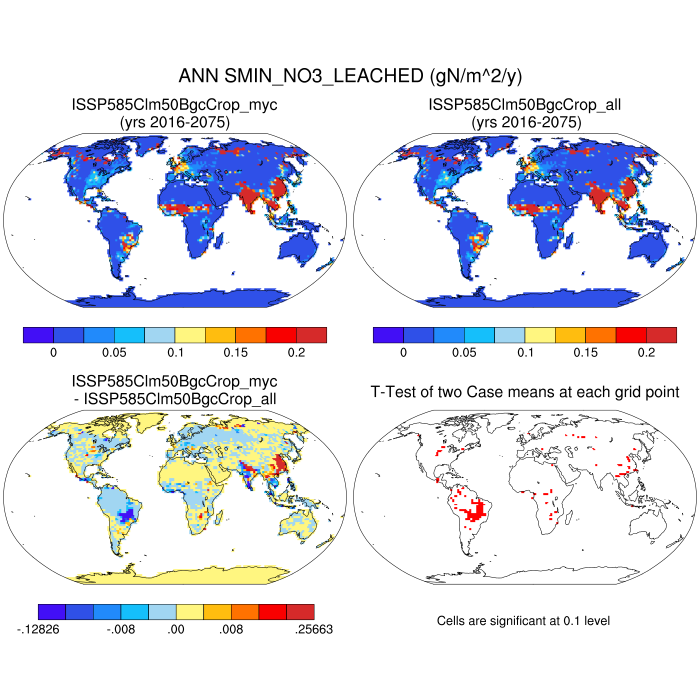 ANN SMIN_NO3_LEACHED (gN/m^2/y)
ISSP585Clm50BgcCrop_myc
(yrs 2016-2075)
ISSP585Clm50BgcCrop_all
(yrs 2016-2075)
0 0.05 0.1 0.15 0.2
0 0.05 0.1 0.15 0.2
ISSP585Clm50BgcCrop_myc
- ISSP585Clm50BgcCrop_all
T-Test of two Case means at each grid point
-.12826 -.008 .00 .008 .25663
Cells are significant at 0.1 level